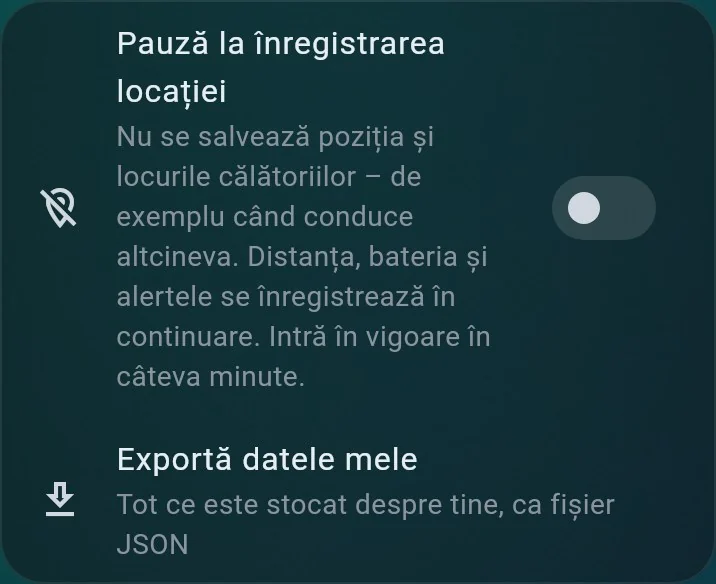 Pauză la înregistrarea
locației
Nu se salvează poziția și
locurile călătoriilor – de
exemplu când conduce
altcineva. Distanța, bateria și
alertele se înregistrează în
continuare. Intră în vigoare în
câteva minute.
Exportă datele mele
Tot ce este stocat despre tine, ca fișier
JSON